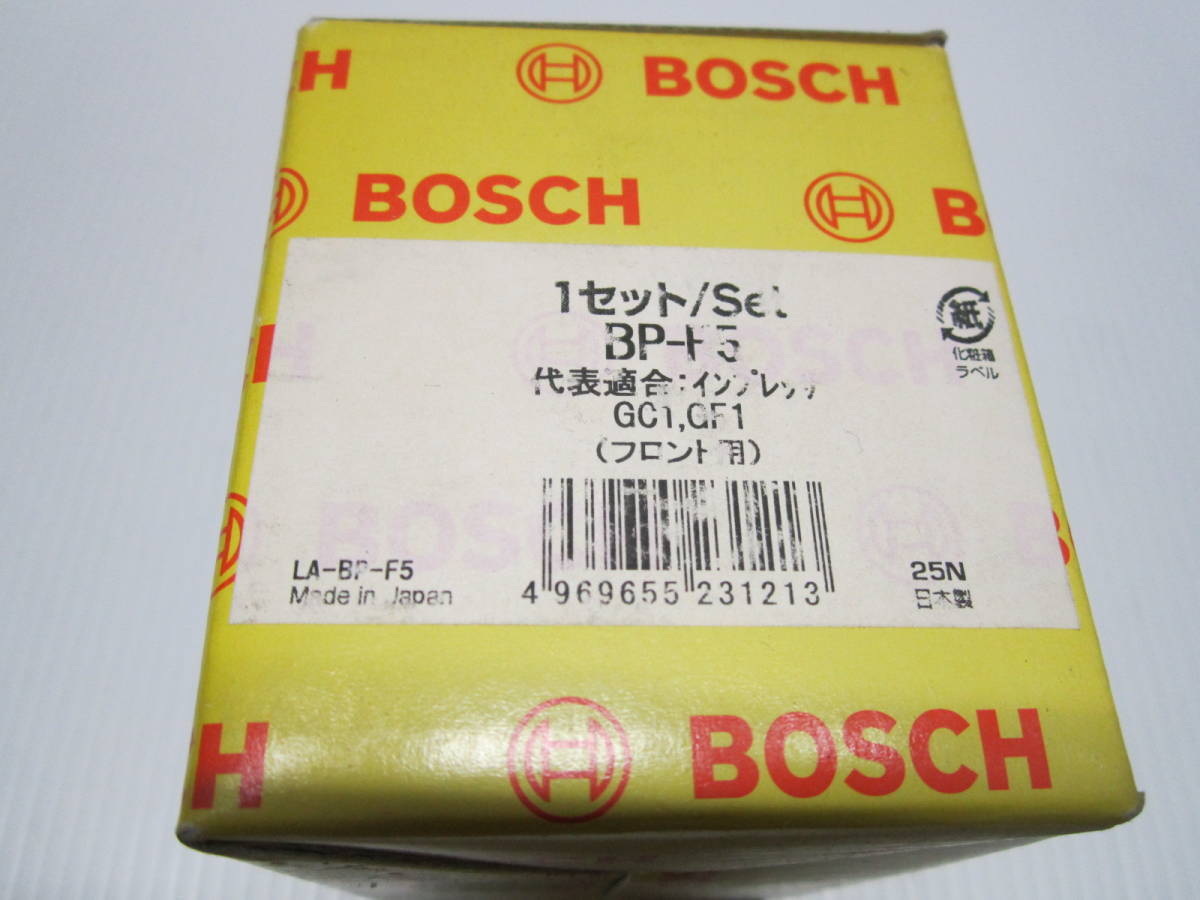 H BOSCH
BOSCH B
1セット/Set
BP-F5
代表適合:インプレッサ
GC1,GF1
(フロント用)
紙
化粧箱
ラベル
H BOSCH
BOSCH B
LA-BP-F5
Made in Japan
4 969655 231213
25N
日本製
H BOSCH